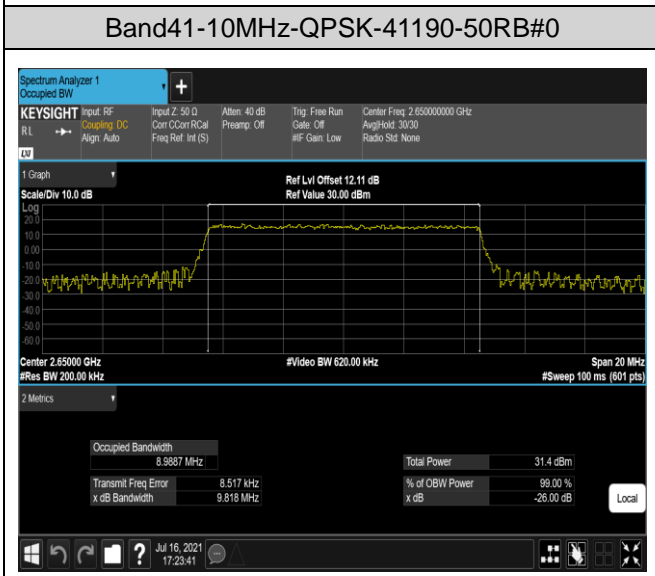 Band41-10MHz-QPSK-41190-50RB#0
Spectrum Analyzer 1
Occupied BW
+
KEYSIGHT Input: RF Input Z: 50 Ω Atten: 40 dB Trig: Free Run Center Freq: 2.650000000 GHz
RL Coupling: DC Corr CCorr RCal Preamp: Off Gate: Off Avg|Hold: 30/30
Align: Auto Freq Ref: Int (S) #IF Gain: Low Radio Std: None
LXI
1 Graph
Ref Lvl Offset 12.11 dB
Scale/Div 10.0 dB Ref Value 30.00 dBm
Log
20.0
10.0
0.00
-10.0
-20.0
-30.0
-40.0
-50.0
-60.0
Center 2.65000 GHz #Video BW 620.00 kHz Span 20 MHz
#Res BW 200.00 kHz #Sweep 100 ms (601 pts)
2 Metrics
Occupied Bandwidth
8.9887 MHz Total Power 31.4 dBm
Transmit Freq Error 8.517 kHz % of OBW Power 99.00 %
x dB Bandwidth 9.818 MHz x dB -26.00 dB
Local
? Jul 16, 2021
17:23:41